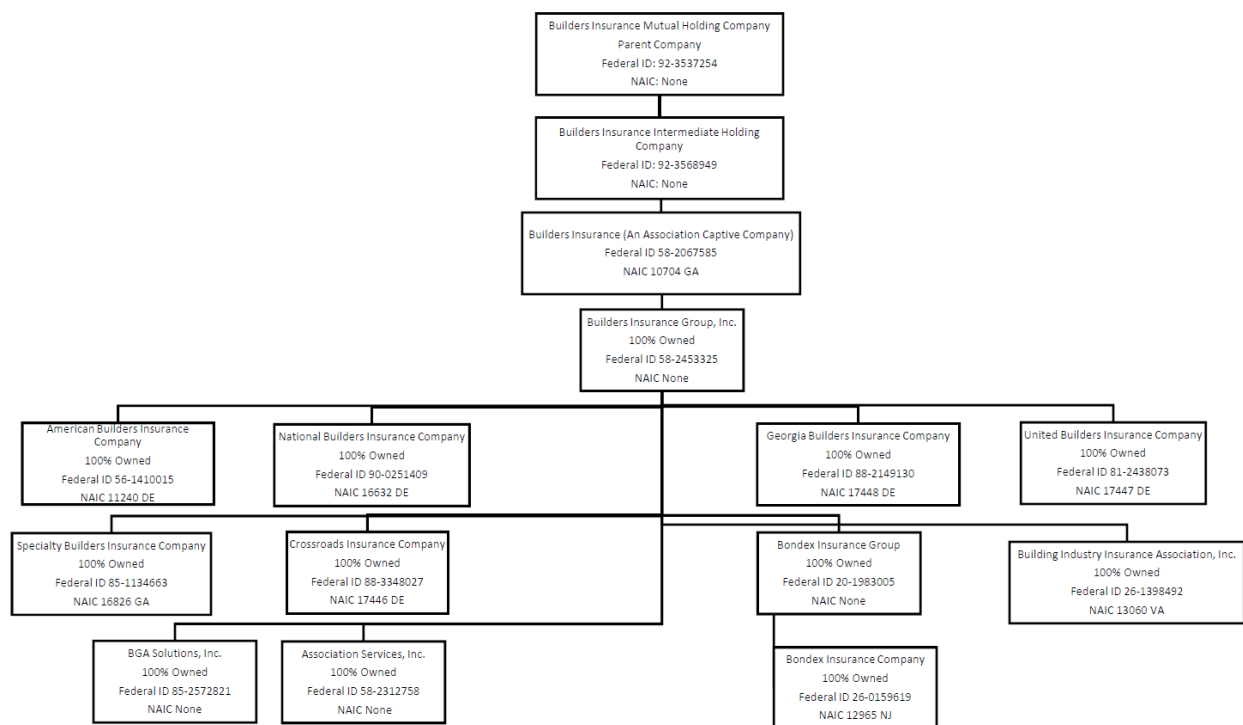 Builders Insurance Mutual Holding Company
Parent Company
Federal ID: 92-3537254
NAIC: None
Builders Insurance Intermediate Holding
Company
Federal ID: 92-3568949
NAIC: None
Builders Insurance (An Association Captive Company)
Federal ID 58-2067585
NAIC 10704 GA
Builders Insurance Group, Inc.
100% Owned
Federal ID 58-2453325
NAIC None
American Builders Insurance
Company
100% Owned
Federal ID 56-1410015
NAIC 11240 DE
National Builders Insurance Company
100% Owned
Federal ID 90-0251409
NAIC 16632 DE
Georgia Builders Insurance Company
100% Owned
Federal ID 88-2149130
NAIC 17448 DE
United Builders Insurance Company
100% Owned
Federal ID 81-2438073
NAIC 17447 DE
Specialty Builders Insurance Company
100% Owned
Federal ID 85-1134663
NAIC 16826 GA
Crossroads Insurance Company
100% Owned
Federal ID 88-3348027
NAIC 17446 DE
Bondex Insurance Group
100% Owned
Federal ID 20-1983005
NAIC None
Building Industry Insurance Association, Inc.
100% Owned
Federal ID 26-1398492
NAIC 13060 VA
BGA Solutions, Inc.
100% Owned
Federal ID 85-2572821
NAIC None
Association Services, Inc.
100% Owned
Federal ID 58-2312758
NAIC None
Bondex Insurance Company
100% Owned
Federal ID 26-0159619
NAIC 12965 NJ